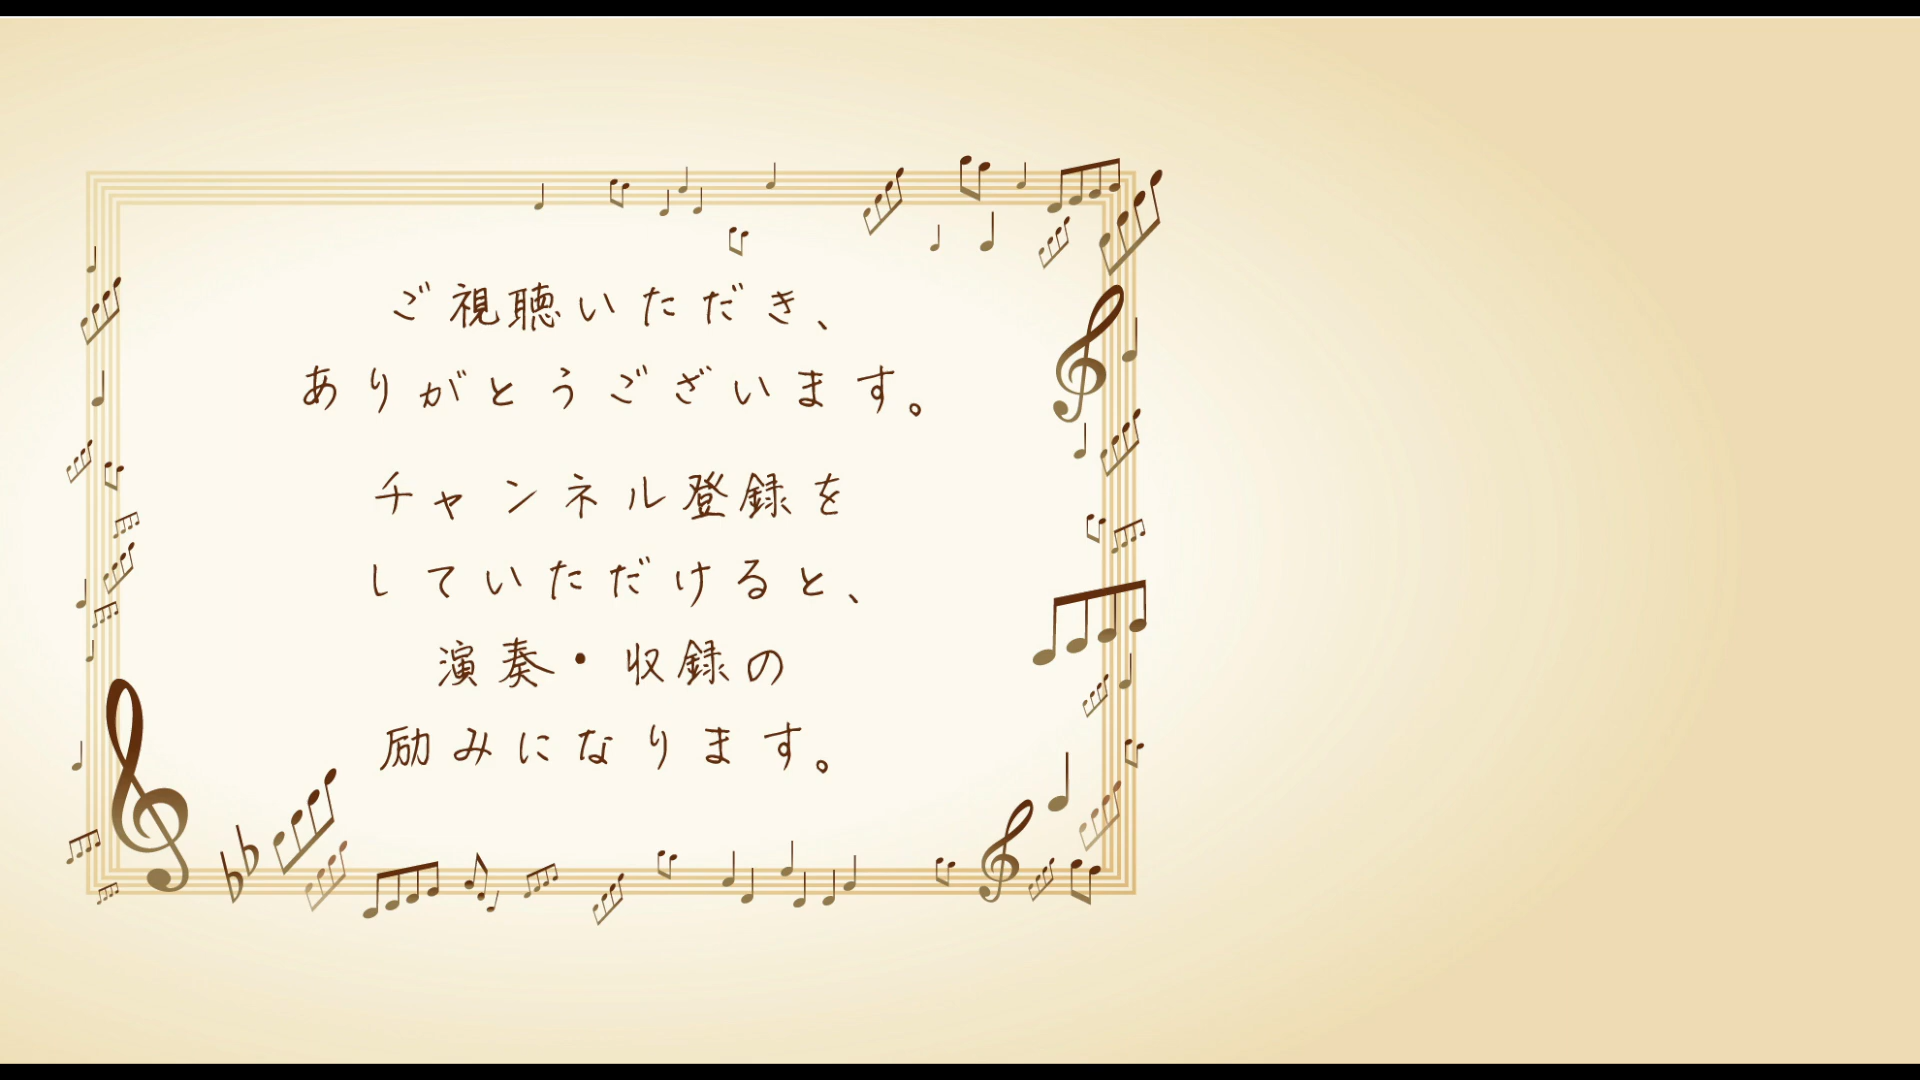 ご視聴いただき、
ありがとうございます。
チャンネル登録を
していただけると、
演奏・収録の
励みになります。